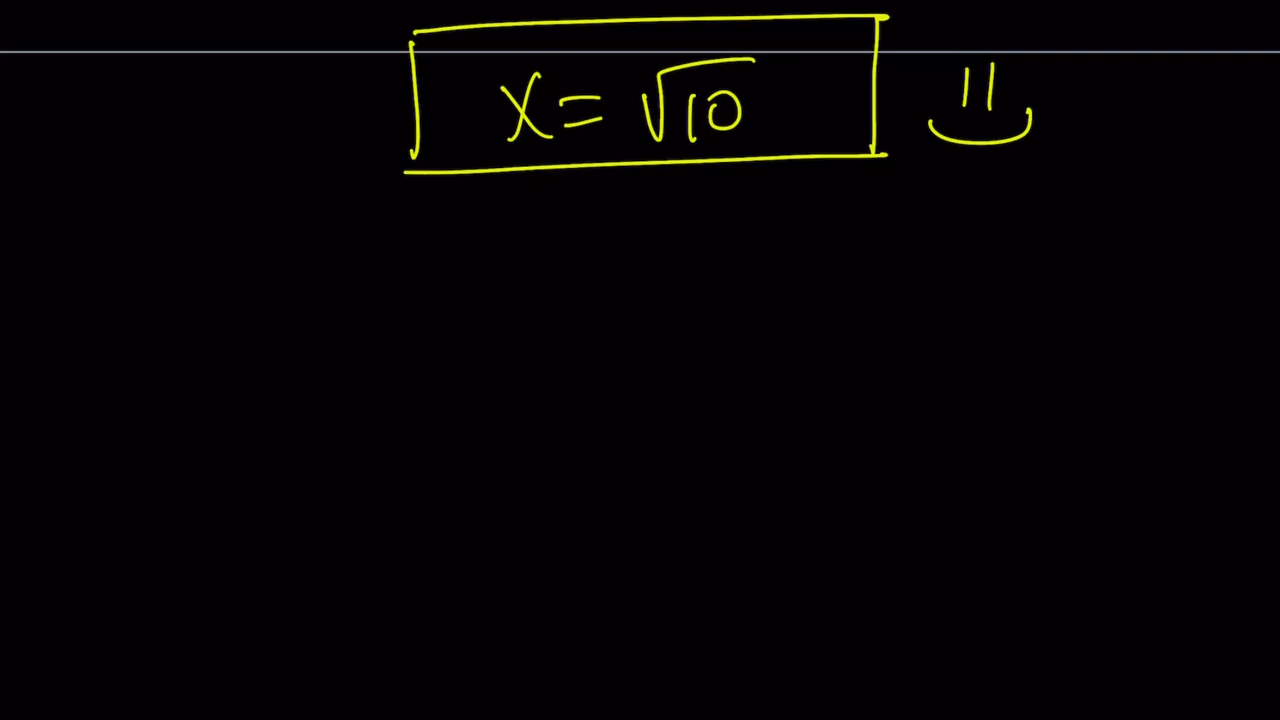 x = √10